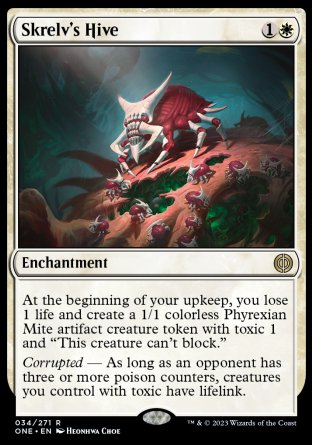 Skrelv's Hive 1
Enchantment
At the beginning of your upkeep, you lose
1 life and create a 1/1 colorless Phyrexian
Mite artifact creature token with toxic 1
and “This creature can't block.”
Corrupted — As long as an opponent has
three or more poison counters, creatures
you control with toxic have lifelink.
034/271 R
ONE • EN Heonhwa Choe
™ & © 2023 Wizards of the Coast